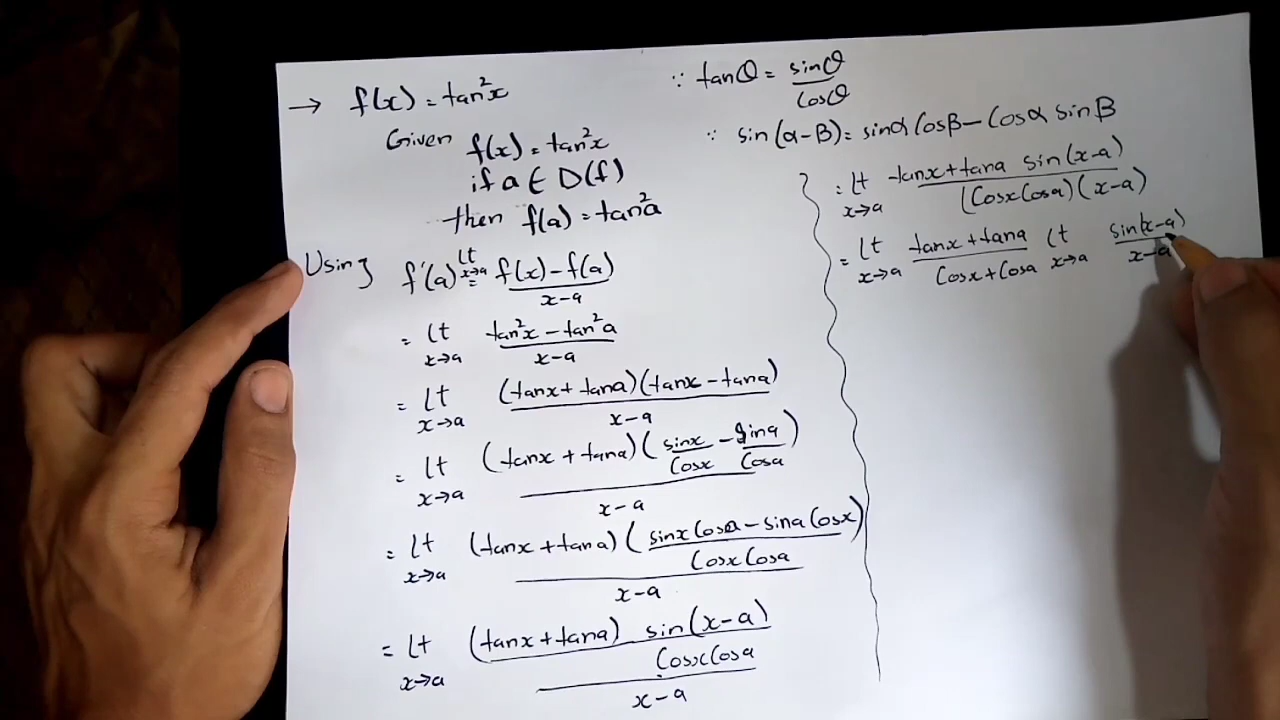 → f(x) = tan²x
Given f(x) = tan²x
if a ∈ D(f)
then f(a) = tan²a
Using f'(a) = Lt x→a f(x) − f(a) / x−a
= Lt x→a tan²x − tan²a / x−a
= Lt x→a (tanx + tana)(tanx − tana) / x−a
= Lt x→a (tanx + tana)(sinx/Cosx − Sina/Cosa) / x−a
= Lt x→a (tanx + tana)(sinx Cosa − sina Cosx / Cosx Cosa) / x−a
= Lt x→a (tanx + tana) sin(x−a) / Cosx Cosa / x−a
∵ tanθ = sinθ / Cosθ
∵ sin(α−β) = sinα Cosβ − Cosα sinβ
= Lt x→a tanx + tana sin(x−a) / (Cosx Cosa)(x−a)
= Lt x→a tanx + tana / Cosx + Cosa Lt x→a sin(x−a) / x−a